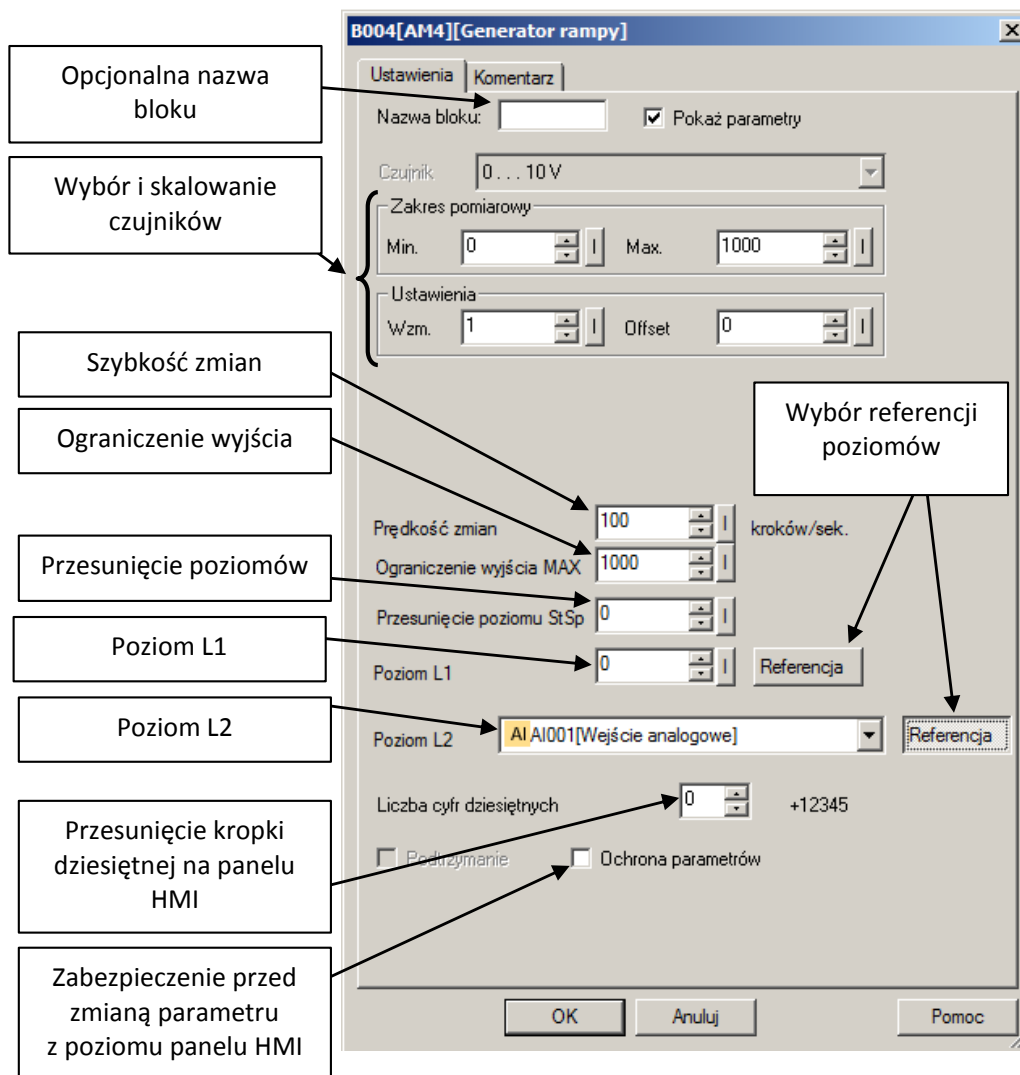 B004[AM4][Generator rampy]
Opcjonalna nazwa
bloku
Ustawienia
Komentarz
Nazwa bloku:
Pokaż parametry
Wybór i skalowanie
czujników
Czujnik
0 . . . 10 V
Zakres pomiarowy
Min.
0
I
Max.
1000
I
Ustawienia
Wzm.
1
I
Offset
0
I
Szybkość zmian
Ograniczenie wyjścia
Wybór referencji
poziomów
Prędkość zmian
100
I
kroków/sek.
Ograniczenie wyjścia MAX
1000
I
Przesunięcie poziomów
Przesunięcie poziomu StSp
0
I
Poziom L1
Poziom L1
0
I
Referencja
Poziom L2
Poziom L2
AI AI001[Wejście analogowe]
Referencja
Liczba cyfr dziesiętnych
0
+12345
Przesunięcie kropki
dziesiętnej na panelu
HMI
Podtrzymanie
Ochrona parametrów
Zabezpieczenie przed
zmianą parametru
z poziomu panelu HMI
OK
Anuluj
Pomoc